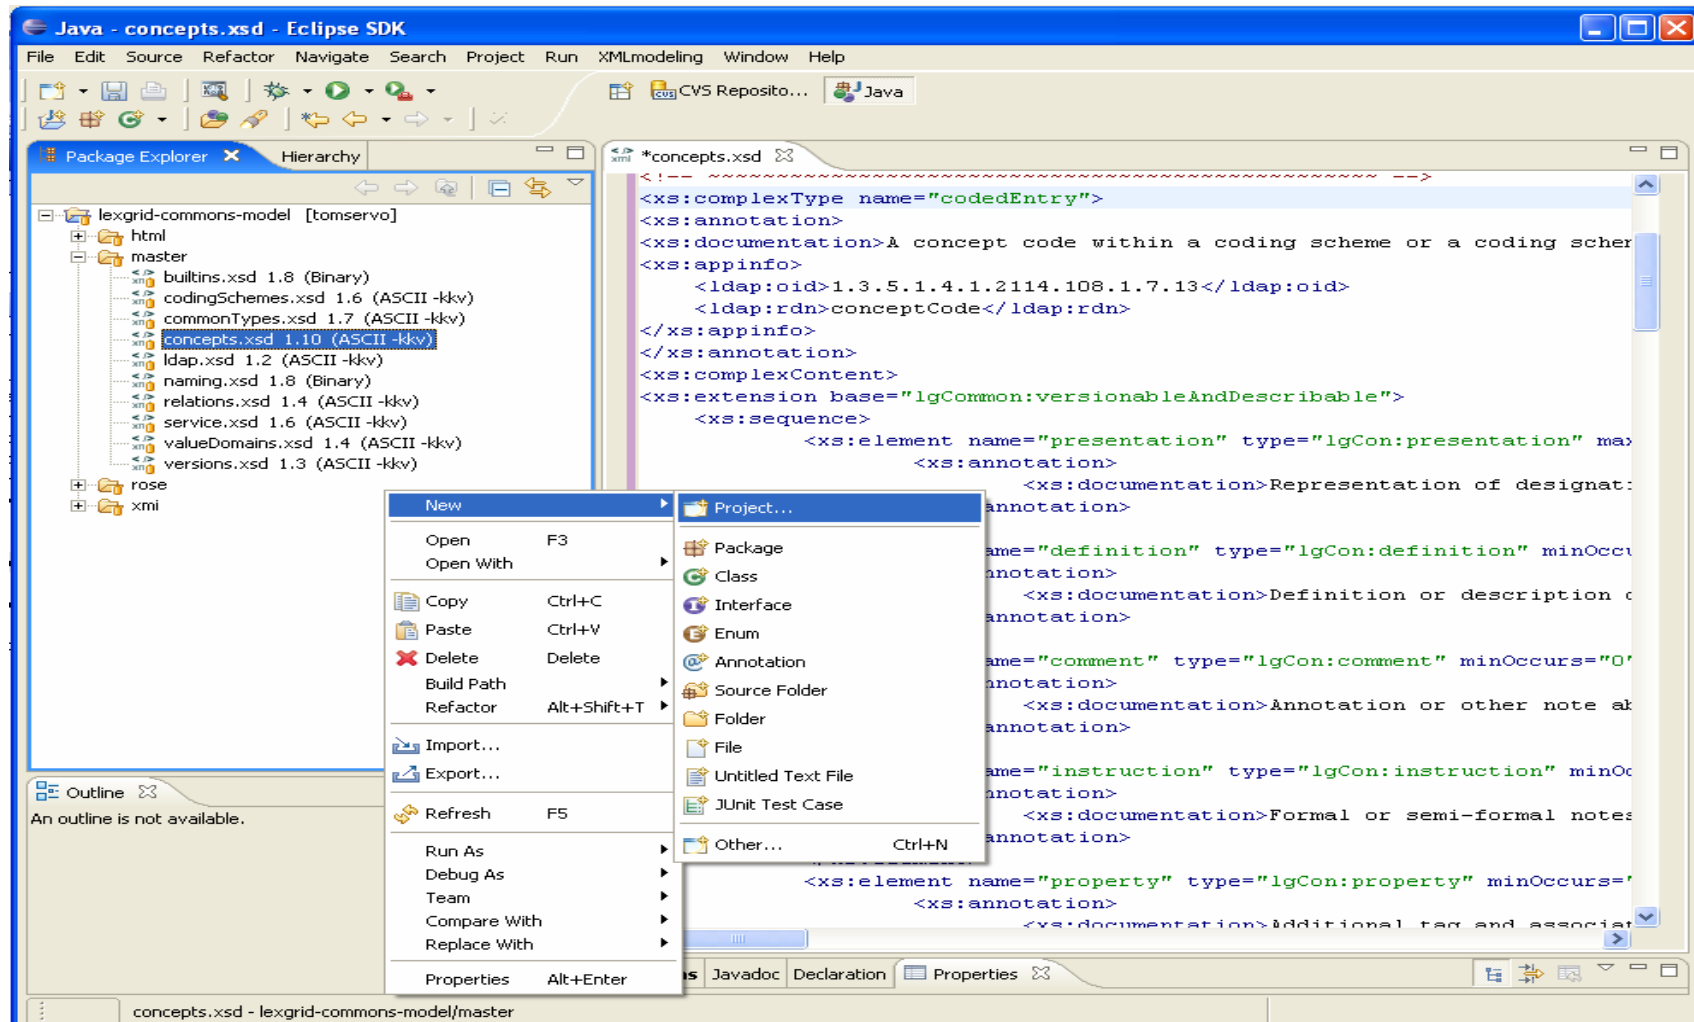 Java - concepts.xsd - Eclipse SDK
File Edit Source Refactor Navigate Search Project Run XMLmodeling Window Help
CVS Reposito... Java
Package Explorer Hierarchy
lexgrid-commons-model [tomservo]
html
master
builtins.xsd 1.8 (Binary)
codingSchemes.xsd 1.6 (ASCII -kkv)
commonTypes.xsd 1.7 (ASCII -kkv)
concepts.xsd 1.10 (ASCII -kkv)
ldap.xsd 1.2 (ASCII -kkv)
naming.xsd 1.8 (Binary)
relations.xsd 1.4 (ASCII -kkv)
service.xsd 1.6 (ASCII -kkv)
valueDomains.xsd 1.4 (ASCII -kkv)
versions.xsd 1.3 (ASCII -kkv)
rose
xmi
Outline
An outline is not available.
New
Open F3
Open With
Copy Ctrl+C
Paste Ctrl+V
Delete Delete
Build Path
Refactor Alt+Shift+T
Import...
Export...
Refresh F5
Run As
Debug As
Team
Compare With
Replace With
Properties Alt+Enter
Project...
Package
Class
Interface
Enum
Annotation
Source Folder
Folder
File
Untitled Text File
JUnit Test Case
Other... Ctrl+N
*concepts.xsd
<!-- ~~~~~~~~~~~~~~~~~~~~~~~~~~~~~~~~~~~~~~~~~~~~~~~~~ -->
<xs:complexType name="codedEntry">
<xs:annotation>
<xs:documentation>A concept code within a coding scheme or a coding scher
<xs:appinfo>
<ldap:oid>1.3.5.1.4.1.2114.108.1.7.13</ldap:oid>
<ldap:rdn>conceptCode</ldap:rdn>
</xs:appinfo>
</xs:annotation>
<xs:complexContent>
<xs:extension base="lgCommon:versionableAndDescribable">
<xs:sequence>
<xs:element name="presentation" type="lgCon:presentation" max
<xs:annotation>
<xs:documentation>Representation of designat:
annotation>
ame="definition" type="lgCon:definition" minOccu
nnotation>
<xs:documentation>Definition or description
annotation>
ame="comment" type="lgCon:comment" minOccurs="0"
nnotation>
<xs:documentation>Annotation or other note ab
annotation>
ame="instruction" type="lgCon:instruction" minOc
nnotation>
<xs:documentation>Formal or semi-formal notes
annotation>
<xs:element name="property" type="lgCon:property" minOccurs="
<xs:annotation>
<xs:documentation>Additional tag and associat
s Javadoc Declaration Properties
concepts.xsd - lexgrid-commons-model/master